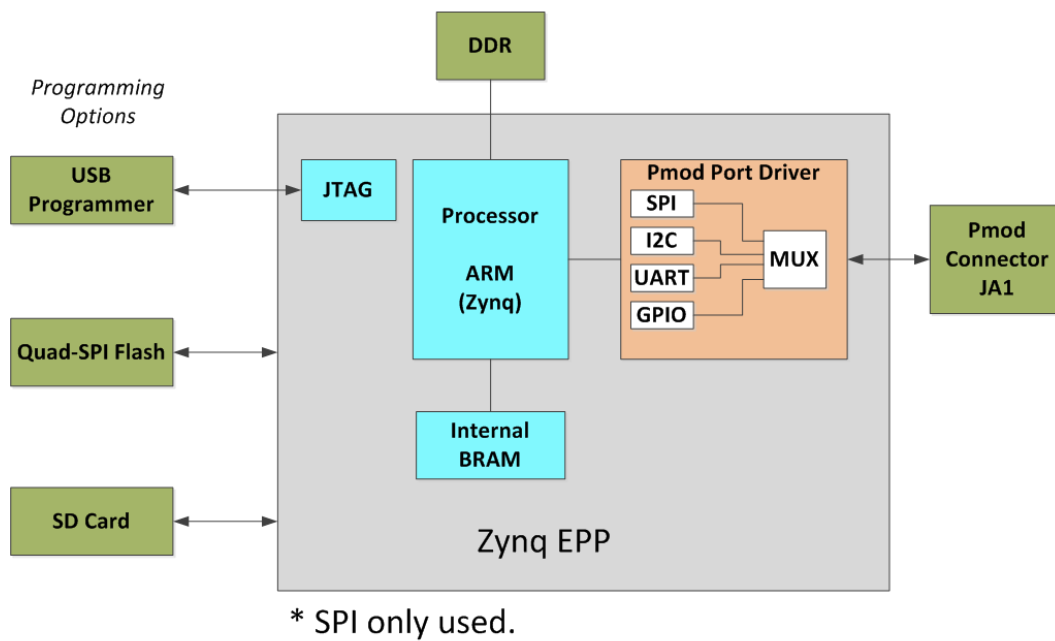 DDR
Programming
Options
USB
Programmer
JTAG
Processor
ARM
(Zynq)
Pmod Port Driver
SPI
I2C
UART
GPIO
MUX
Pmod
Connector
JA1
Quad-SPI Flash
Internal
BRAM
SD Card
Zynq EPP
* SPI only used.